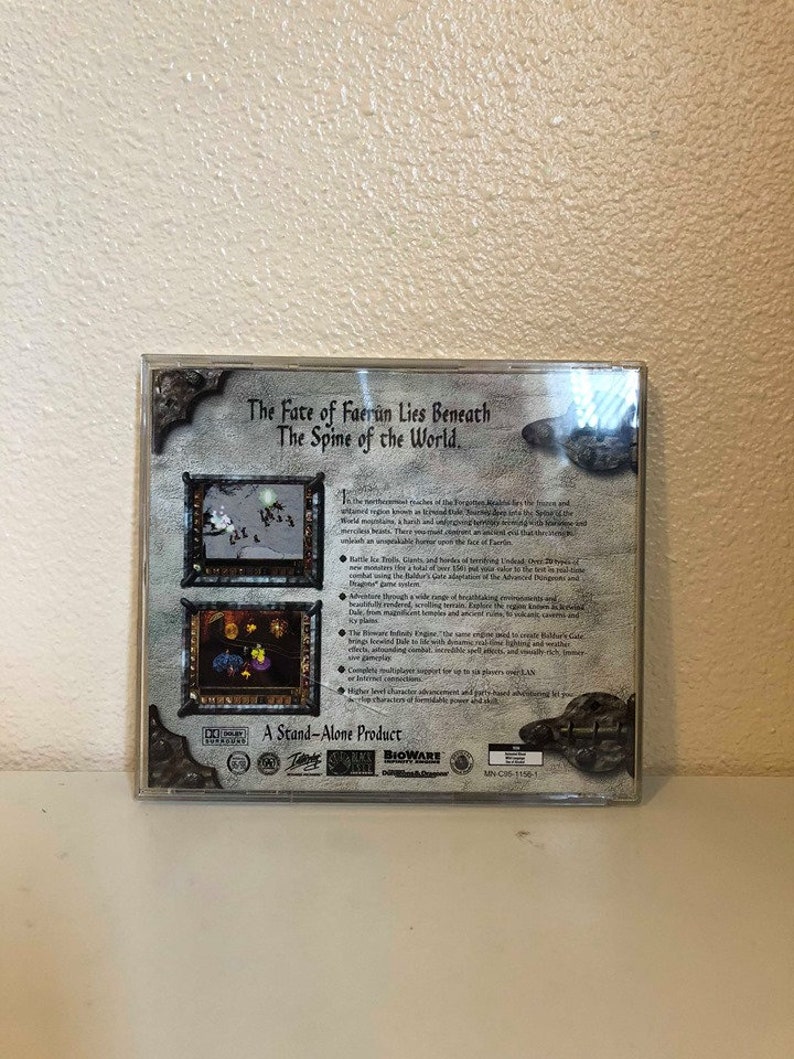 The Fate of Faerûn Lies Beneath
The Spine of the World.
In the northernmost reaches of the Forgotten Realms lies the frozen and
untamed region known as Icewind Dale. Journey deep into the Spine of the
World mountains, a harsh and unforgiving territory teeming with fearsome and
merciless beasts. There you must confront an ancient evil that threatens to
unleash an unspeakable horror upon the face of Faerûn.
Battle Ice Trolls, Giants, and hordes of terrifying Undead. Over 70 types of
new monsters (for a total of over 156) put your valor to the test in real-time
combat using the Baldur's Gate adaptation of the Advanced Dungeons and
Dragons® game system.
Adventure through a wide range of breathtaking environments and
beautifully rendered, scrolling terrain. Explore the region known as Icewind
Dale, from magnificent temples and ancient ruins, to volcanic caverns and
icy plains.
The Bioware Infinity Engine,™ the same engine used to create Baldur's Gate,
brings Icewind Dale to life with dynamic real-time lighting and weather
effects, astounding combat, incredible spell effects, and visually-rich, immer-
sive gameplay.
Complete multiplayer support for up to six players over LAN
or Internet connections.
Higher level character advancement and party-based adventuring let you
develop characters of formidable power and skill.
DOLBY
SURROUND
A Stand-Alone Product
Interplay
BLACK ISLE
BIOWARE
INFINITY ENGINE
Dungeons & Dragons
MN-C95-1156-1